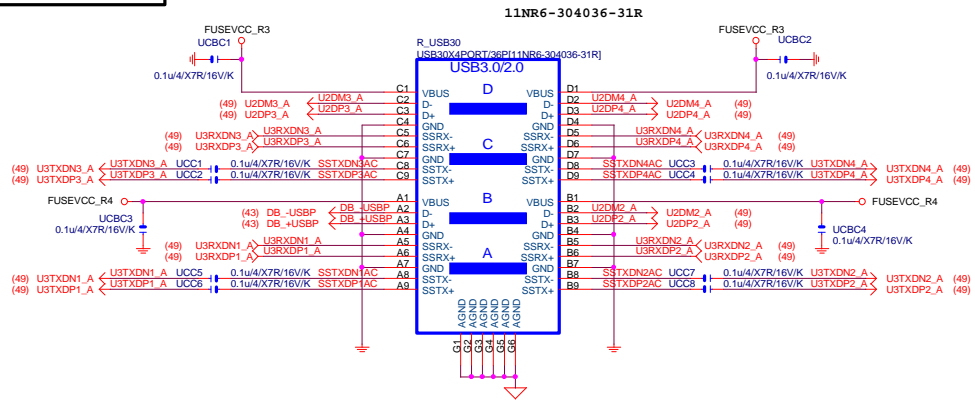 11NR6-304036-31R
FUSEVCC_R3 FUSEVCC_R3
UCBC1 R_USB30 UCBC2
USB30X4PORT/36P[11NR6-304036-31R]
0.1u/4/X7R/16V/K USB3.0/2.0 0.1u/4/X7R/16V/K
C1 VBUS D VBUS D1
(49) U2DM3_A U2DM3_A C2 D- D- D2 U2DM4_A U2DM4_A (49)
(49) U2DP3_A U2DP3_A C3 D+ D+ D3 U2DP4_A U2DP4_A (49)
C4 GND GND D4
(49) U3RXDN3_A U3RXDN3_A C5 SSRX- SSRX- D5 U3RXDN4_A U3RXDN4_A (49)
(49) U3RXDP3_A U3RXDP3_A C6 SSRX+ C SSRX+ D6 U3RXDP4_A U3RXDP4_A (49)
C7 GND GND D7
(49) U3TXDN3_A U3TXDN3_A UCC1 0.1u/4/X7R/16V/K SSTXDN3AC C8 SSTX- SSTX- D8 SSTXDN4AC UCC3 0.1u/4/X7R/16V/K U3TXDN4_A U3TXDN4_A (49)
(49) U3TXDP3_A U3TXDP3_A UCC2 0.1u/4/X7R/16V/K SSTXDP3AC C9 SSTX+ SSTX+ D9 SSTXDP4AC UCC4 0.1u/4/X7R/16V/K U3TXDP4_A U3TXDP4_A (49)
FUSEVCC_R4 A1 VBUS B VBUS B1 FUSEVCC_R4
(43) DB_-USBP DB_-USBP A2 D- D- B2 U2DM2_A U2DM2_A (49)
(43) DB_+USBP DB_+USBP A3 D+ D+ B3 U2DP2_A U2DP2_A (49)
UCBC3 A4 GND GND B4 UCBC4
0.1u/4/X7R/16V/K 0.1u/4/X7R/16V/K
(49) U3RXDN1_A U3RXDN1_A A5 SSRX- SSRX- B5 U3RXDN2_A U3RXDN2_A (49)
(49) U3RXDP1_A U3RXDP1_A A6 SSRX+ A SSRX+ B6 U3RXDP2_A U3RXDP2_A (49)
A7 GND GND B7
(49) U3TXDN1_A U3TXDN1_A UCC5 0.1u/4/X7R/16V/K SSTXDN1AC A8 SSTX- SSTX- B8 SSTXDN2AC UCC7 0.1u/4/X7R/16V/K U3TXDN2_A U3TXDN2_A (49)
(49) U3TXDP1_A U3TXDP1_A UCC6 0.1u/4/X7R/16V/K SSTXDP1AC A9 SSTX+ SSTX+ B9 SSTXDP2AC UCC8 0.1u/4/X7R/16V/K U3TXDP2_A U3TXDP2_A (49)
AGND AGND AGND AGND AGND AGND
G1 G2 G3 G4 G5 G6